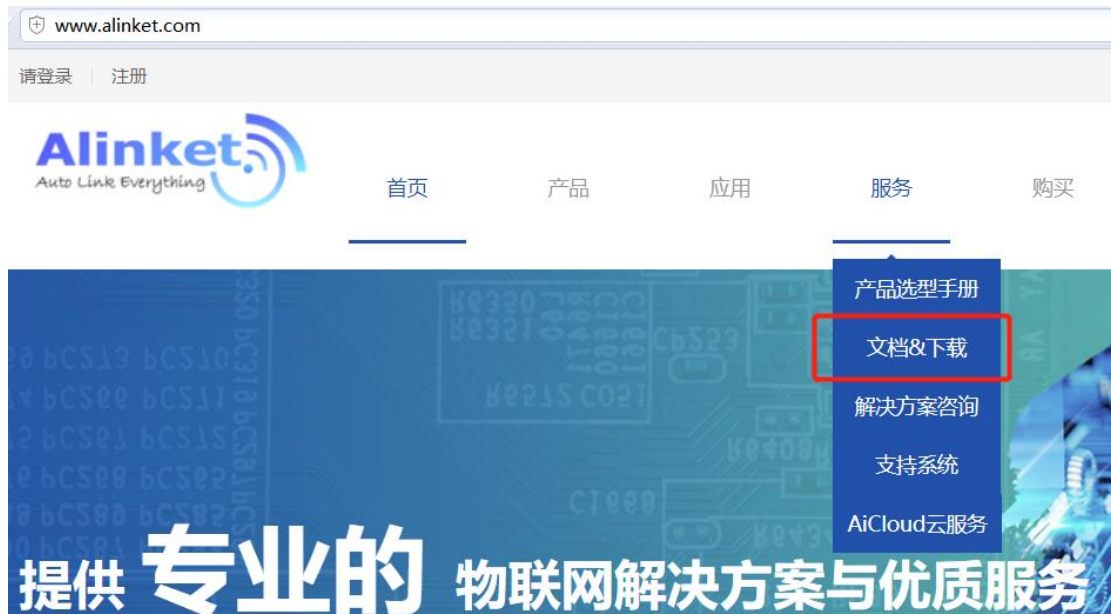 www.alinket.com
请登录 注册
Alinket
Auto Link Everything
首页 产品 应用 服务 购买
产品选型手册
文档&下载
解决方案咨询
支持系统
AiCloud云服务
提供 专业的 物联网解决方案与优质服务